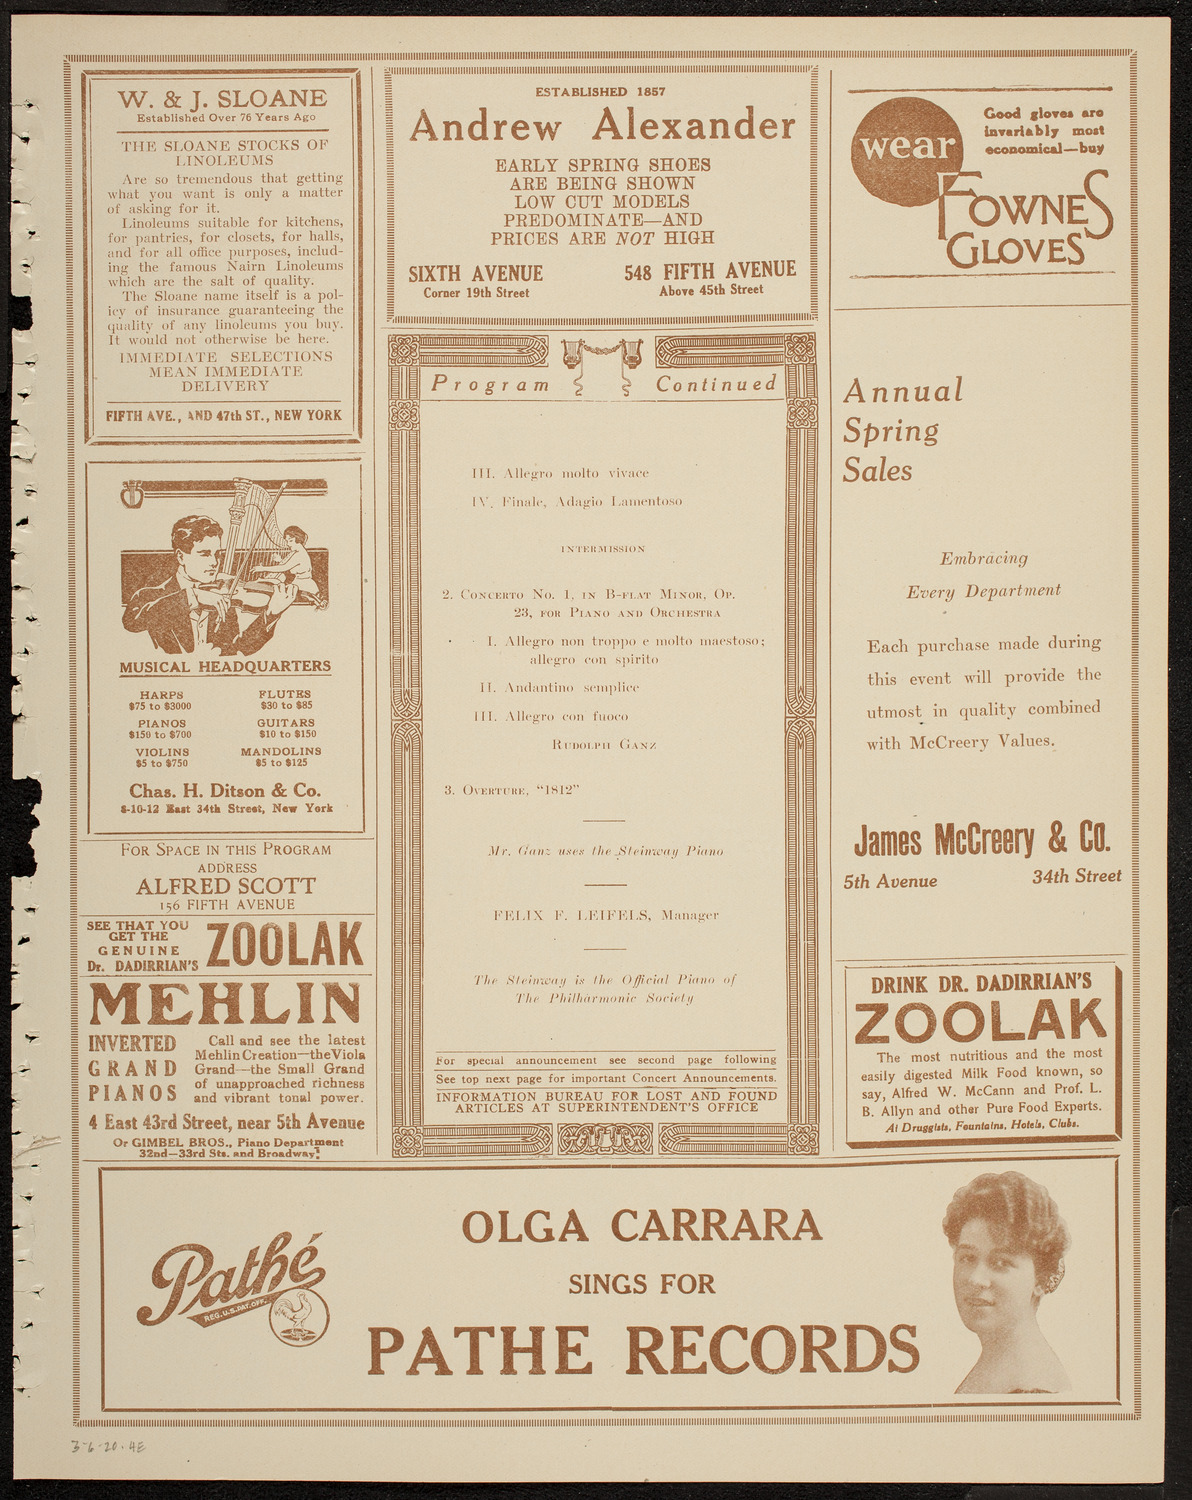 W. & J. SLOANE
Established Over 76 Years Ago
THE SLOANE STOCKS OF
LINOLEUMS
Are so tremendous that getting
what you want is only a matter
of asking for it.
Linoleums suitable for kitchens,
for pantries, for closets, for halls,
and for all office purposes, includ-
ing the famous Nairn Linoleums
which are the salt of quality.
The Sloane name itself is a pol-
icy of insurance guaranteeing the
quality of any linoleums you buy.
It would not otherwise be here.
IMMEDIATE SELECTIONS
MEAN IMMEDIATE
DELIVERY
FIFTH AVE., AND 47th ST., NEW YORK
MUSICAL HEADQUARTERS
HARPS
$75 to $3000
FLUTES
$30 to $85
PIANOS
$150 to $700
GUITARS
$10 to $150
VIOLINS
$5 to $750
MANDOLINS
$5 to $125
Chas. H. Ditson & Co.
8-10-12 East 34th Street, New York
FOR SPACE IN THIS PROGRAM
ADDRESS
ALFRED SCOTT
156 FIFTH AVENUE
SEE THAT YOU
GET THE
GENUINE
Dr. DADIRRIAN'S
ZOOLAK
MEHLIN
INVERTED
GRAND
PIANOS
Call and see the latest
Mehlin Creation—the Viola
Grand—the Small Grand
of unapproached richness
and vibrant tonal power.
4 East 43rd Street, near 5th Avenue
Or GIMBEL BROS., Piano Department
32nd—33rd Sts. and Broadway.
ESTABLISHED 1857
Andrew Alexander
EARLY SPRING SHOES
ARE BEING SHOWN
LOW CUT MODELS
PREDOMINATE—AND
PRICES ARE NOT HIGH
SIXTH AVENUE
Corner 19th Street
548 FIFTH AVENUE
Above 45th Street
Program Continued
III. Allegro molto vivace
IV. Finale, Adagio Lamentoso
INTERMISSION
2. CONCERTO NO. 1, IN B-FLAT MINOR, OP.
23, FOR PIANO AND ORCHESTRA
I. Allegro non troppo e molto maestoso;
allegro con spirito
II. Andantino semplice
III. Allegro con fuoco
RUDOLPH GANZ
3. OVERTURE, "1812"
Mr. Ganz uses the Steinway Piano
FELIX F. LEIFELS, Manager
The Steinway is the Official Piano of
The Philharmonic Society
For special announcement see second page following
See top next page for important Concert Announcements.
INFORMATION BUREAU FOR LOST AND FOUND
ARTICLES AT SUPERINTENDENT'S OFFICE
wear
Good gloves are
invariably most
economical—buy
FOWNES
GLOVES
Annual
Spring
Sales
Embracing
Every Department
Each purchase made during
this event will provide the
utmost in quality combined
with McCreery Values.
James McCreery & Co.
5th Avenue
34th Street
DRINK DR. DADIRRIAN'S
ZOOLAK
The most nutritious and the most
easily digested Milk Food known, so
say, Alfred W. McCann and Prof. L.
B. Allyn and other Pure Food Experts.
At Druggists, Fountains, Hotels, Clubs.
Pathé
REG. U.S. PAT. OFF.
OLGA CARRARA
SINGS FOR
PATHE RECORDS
3-6-20.4E